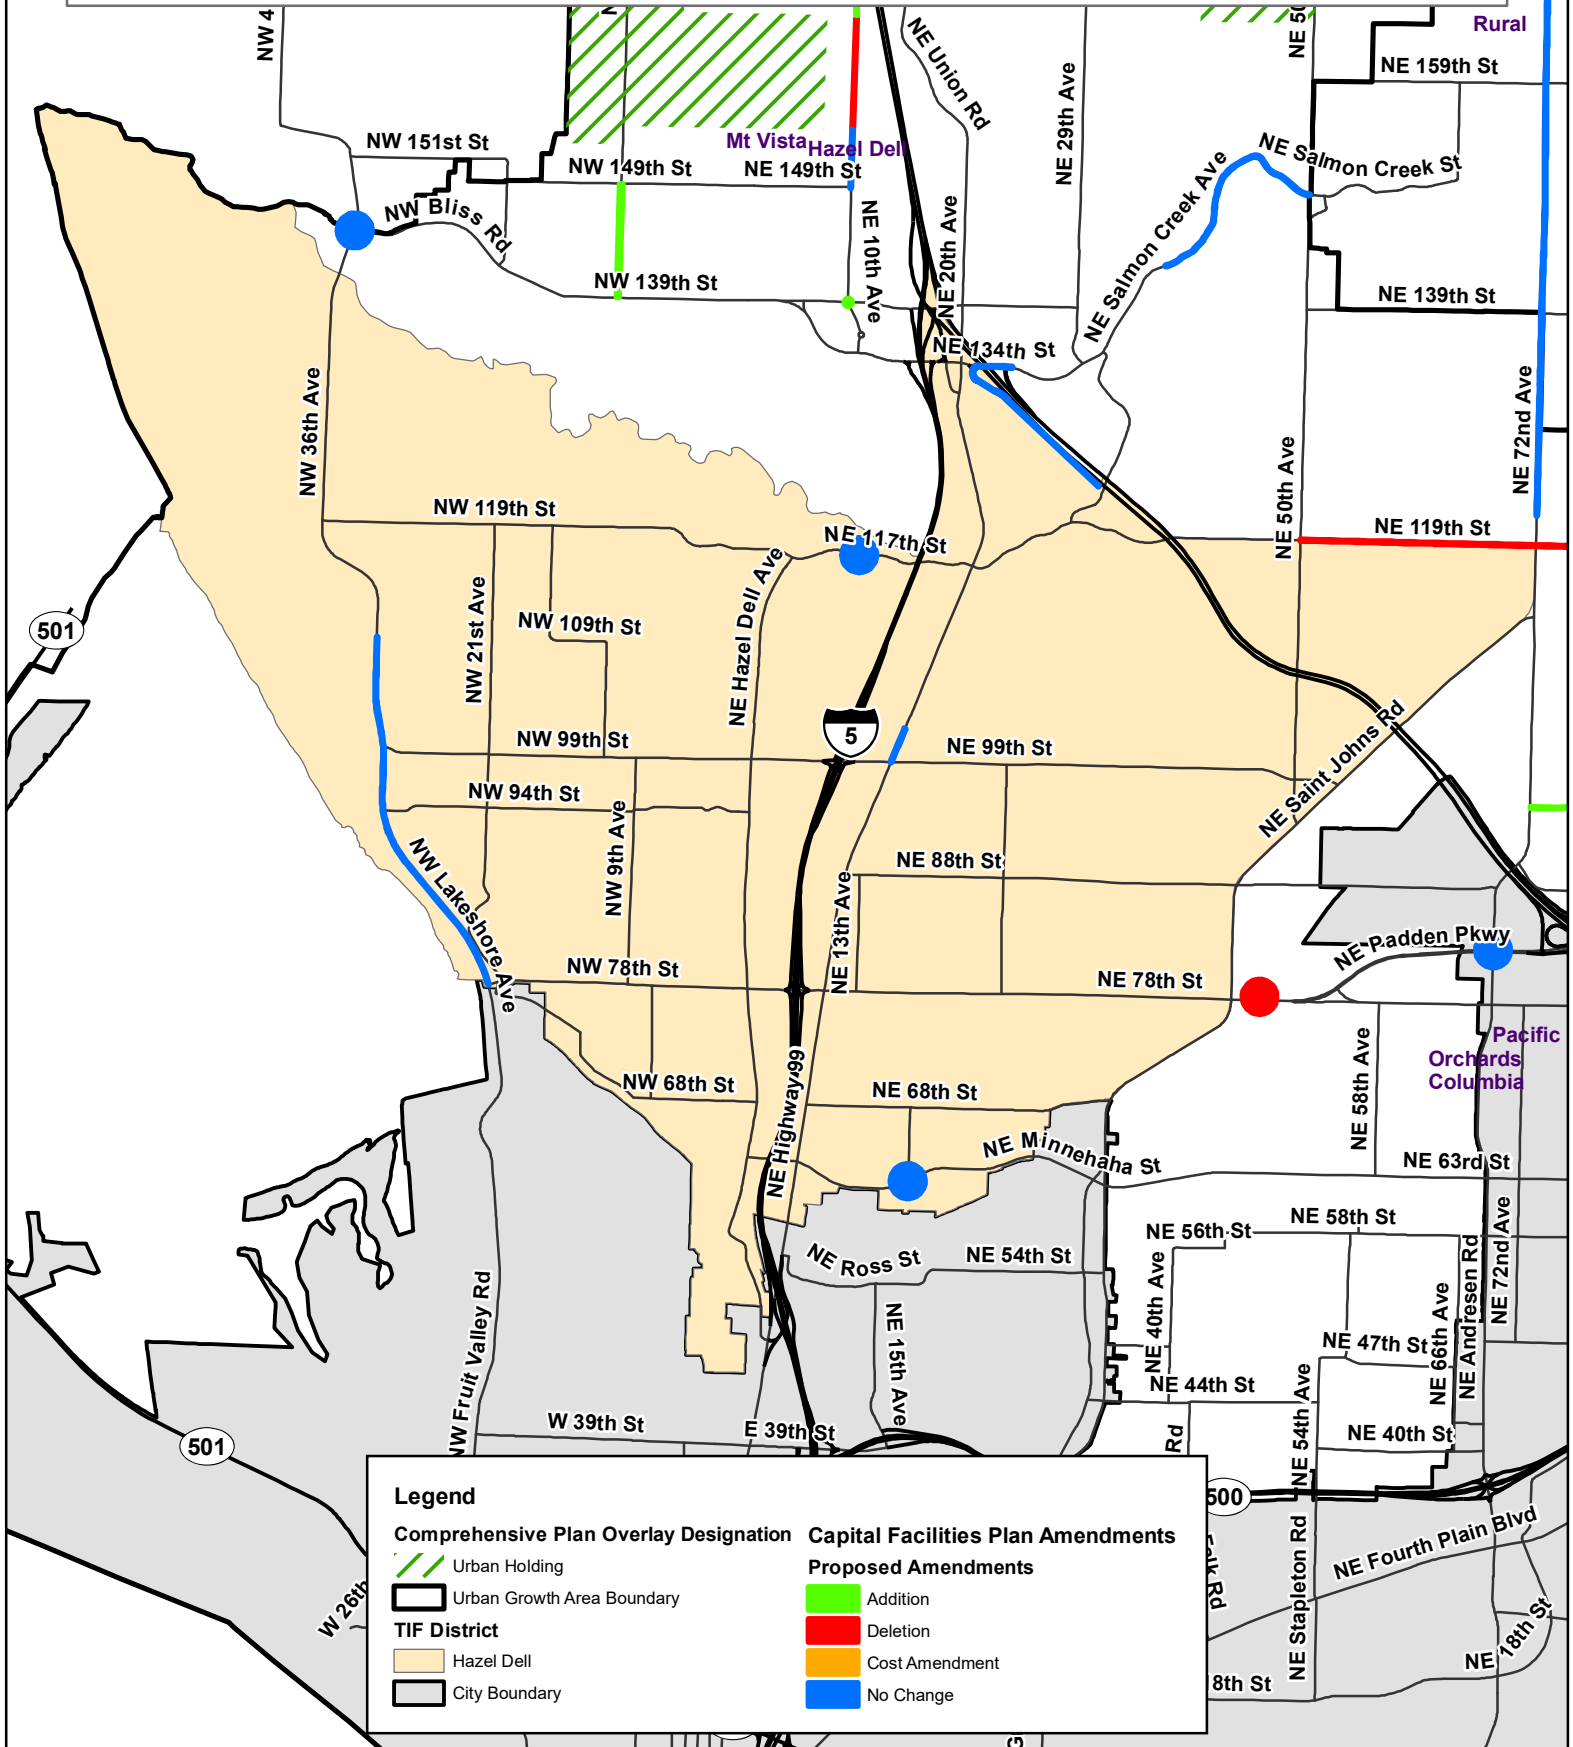 NW 4
N
NE Union Rd
NE 29th Ave
NE 50
Rural
NE 159th St
NW 151st St
Mt Vista
Hazel Dell
NW 149th St
NE 149th St
NE Salmon Creek St
NE Salmon Creek Ave
NW Bliss Rd
NE 10th Ave
NE 20th Ave
NW 139th St
NE 139th St
NE 134th St
NW 36th Ave
NE 72nd Ave
NE 50th Ave
NW 119th St
NE 117th St
NE 119th St
NE Hazel Dell Ave
NW 21st Ave
NW 109th St
501
5
NW 99th St
NE 99th St
NE Saint Johns Rd
NW 94th St
NW 9th Ave
NW Lakeshore Ave
NE 88th St
NE 13th Ave
NE Padden Pkwy
NW 78th St
NE 78th St
Pacific
Orchards
Columbia
NE 58th Ave
NW 68th St
NE 68th St
NE Highway 99
NE Minnehaha St
NE 63rd St
NE 56th St
NE 58th St
NE Ross St
NE 54th St
NE 72nd Ave
NE Andresen Rd
NE 66th Ave
NE 40th Ave
NE 15th Ave
NW Fruit Valley Rd
NE 47th St
NE 44th St
NE 54th Ave
W 39th St
E 39th St
NE 40th St
Rd
501
500
NE Fourth Plain Blvd
NE Stapleton Rd
Rd
NE 18th St
8th St
W 26th
G
Legend
Comprehensive Plan Overlay Designation
Urban Holding
Urban Growth Area Boundary
TIF District
Hazel Dell
City Boundary
Capital Facilities Plan Amendments
Proposed Amendments
Addition
Deletion
Cost Amendment
No Change